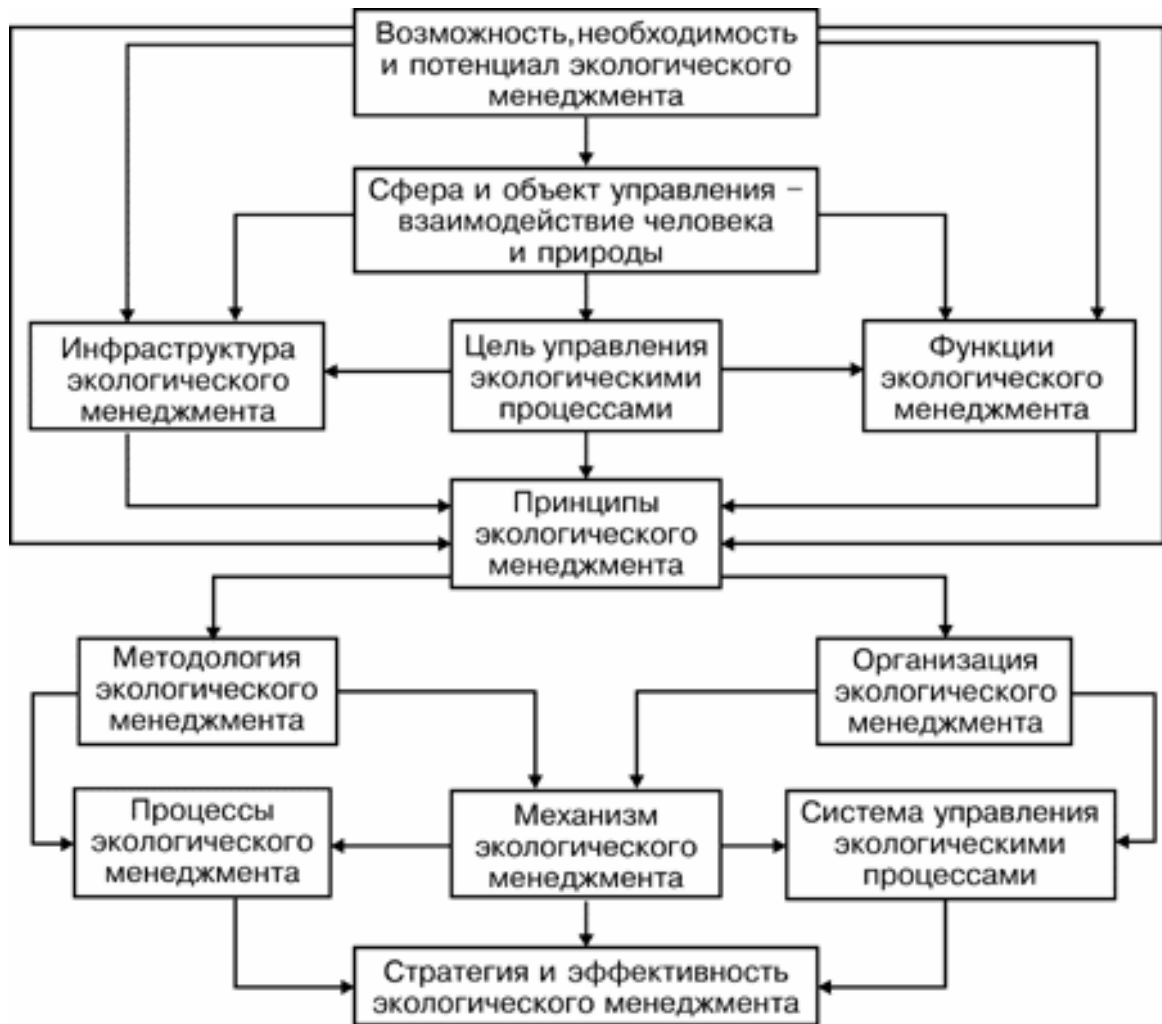 Возможность,необходимость
и потенциал экологического
менеджмента
Сфера и объект управления –
взаимодействие человека
и природы
Инфраструктура
экологического
менеджмента
Цель управления
экологическими
процессами
Функции
экологического
менеджмента
Принципы
экологического
менеджмента
Методология
экологического
менеджмента
Организация
экологического
менеджмента
Процессы
экологического
менеджмента
Механизм
экологического
менеджмента
Система управления
экологическими
процессами
Стратегия и эффективность
экологического менеджмента